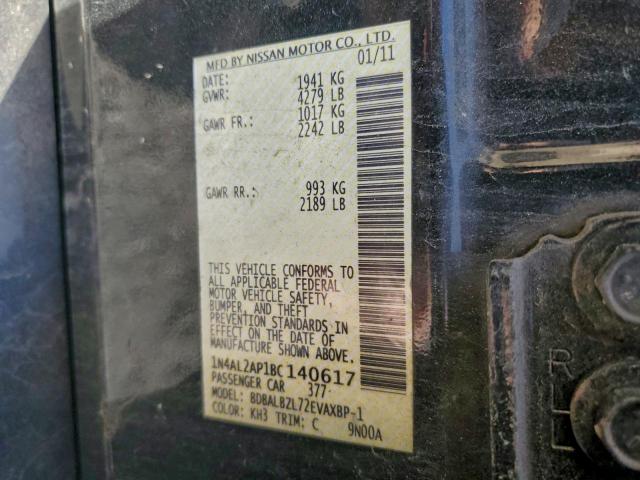 MFD BY NISSAN MOTOR CO., LTD.
DATE: 01/11
GVWR: 1941 KG
4279 LB
GAWR FR.: 1017 KG
2242 LB
GAWR RR.: 993 KG
2189 LB
THIS VEHICLE CONFORMS TO
ALL APPLICABLE FEDERAL
MOTOR VEHICLE SAFETY,
BUMPER, AND THEFT
PREVENTION STANDARDS IN
EFFECT ON THE DATE OF
MANUFACTURE SHOWN ABOVE.
1N4AL2AP1BC140617
PASSENGER CAR 377
MODEL: BDBALBZL72EVAXBP-1
COLOR: KH3 TRIM: C 9N00A